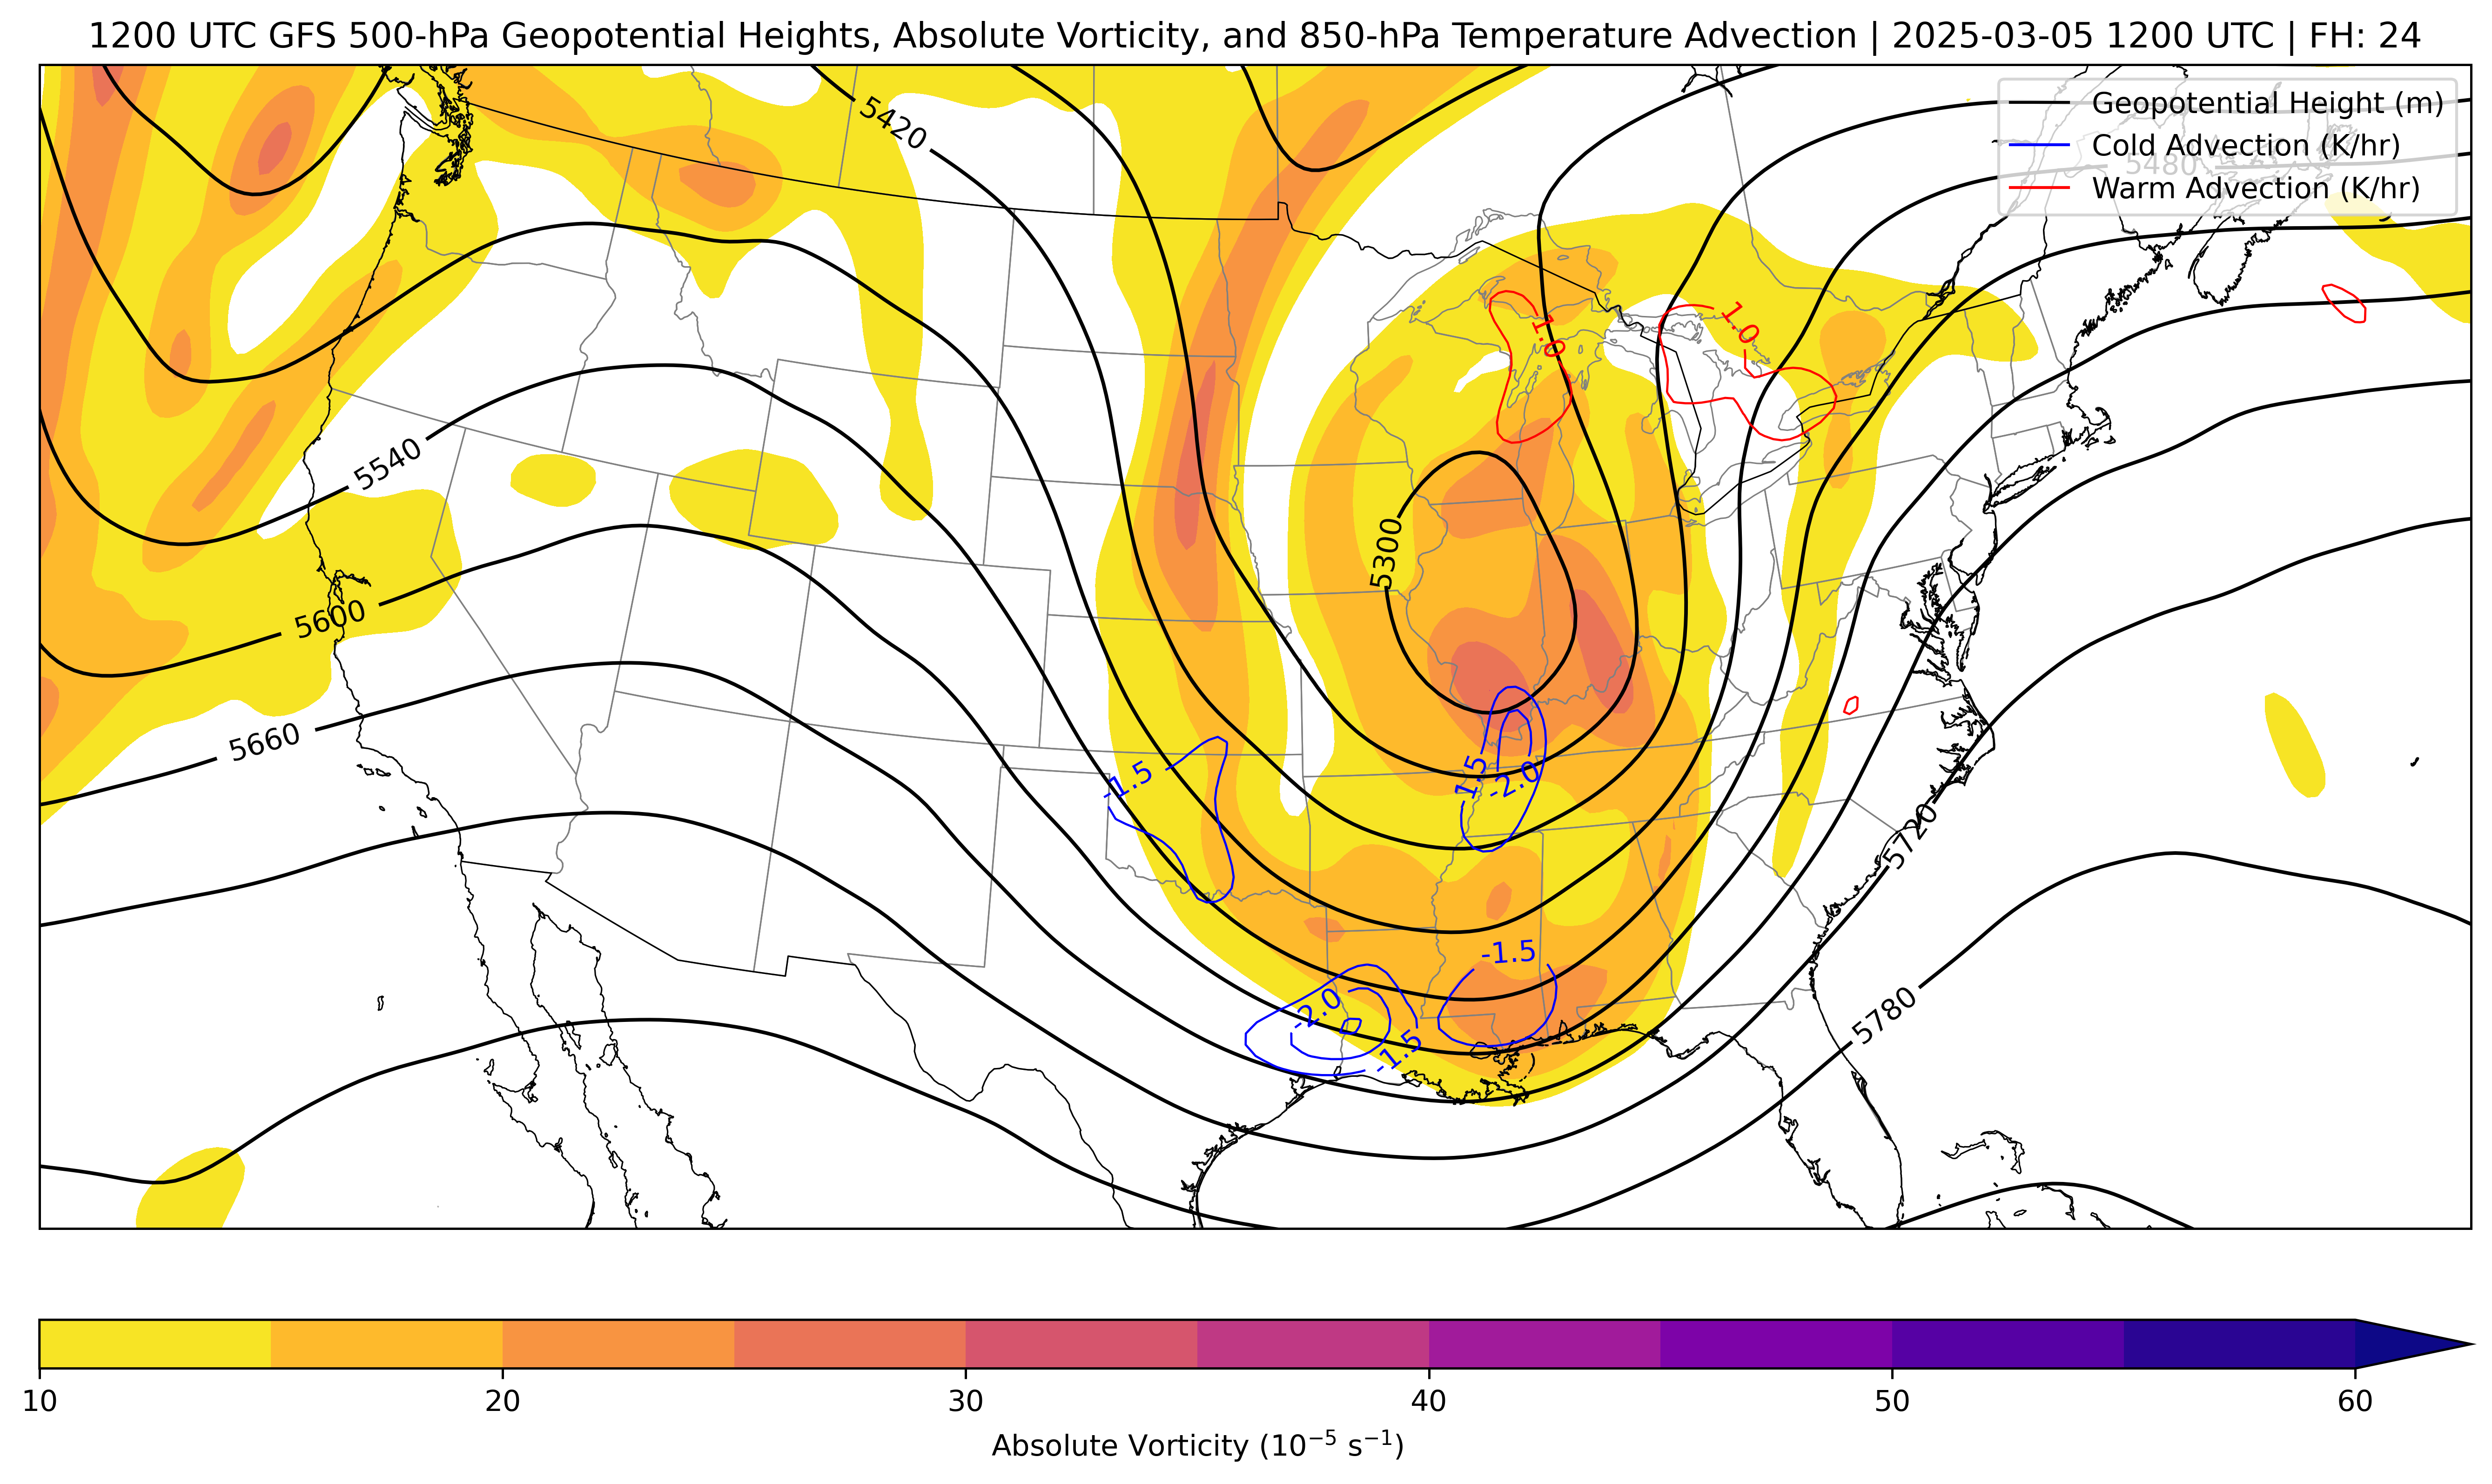 1200 UTC GFS 500-hPa Geopotential Heights, Absolute Vorticity, and 850-hPa Temperature Advection | 2025-03-05 1200 UTC | FH: 24
Geopotential Height (m)
Cold Advection (K/hr)
Warm Advection (K/hr)
5420
5480
1.0
1.0
5540
5300
5600
5660
-1.5
-1.5
-2.0
5720
-1.5
-2.0
-1.5
5780
10 20 30 40 50 60
Absolute Vorticity (10⁻⁵ s⁻¹)